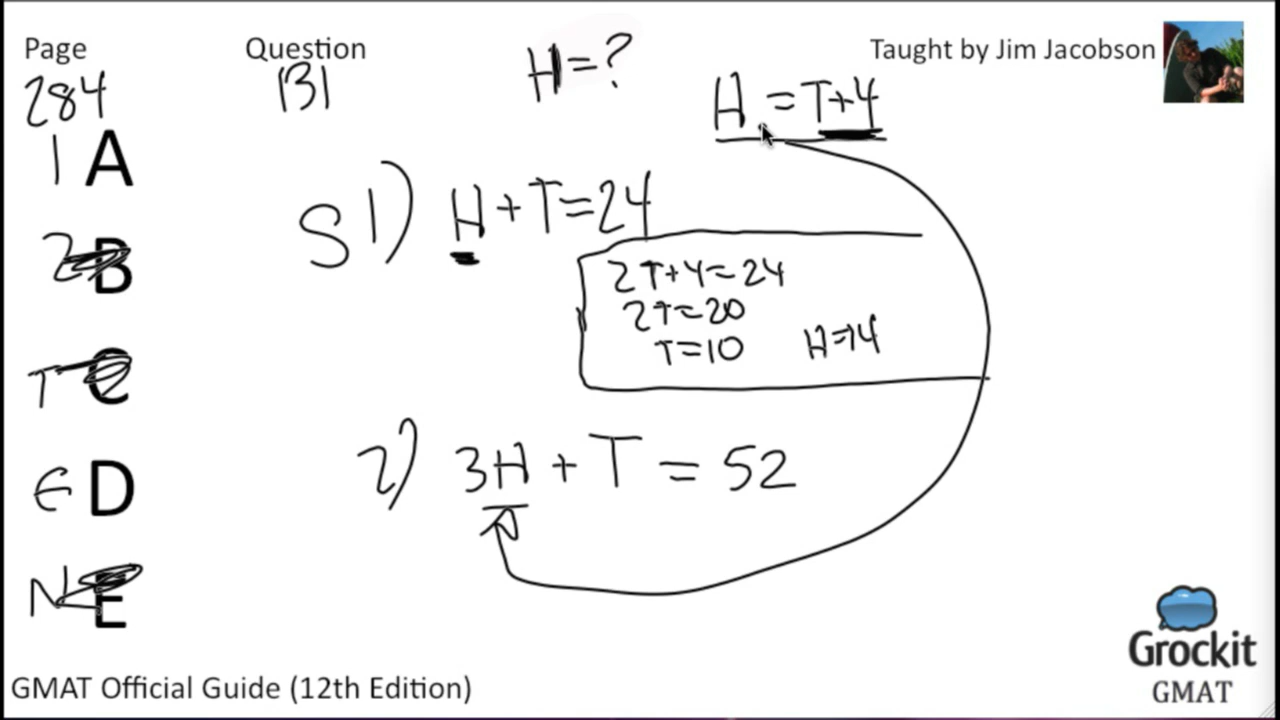 Page
Question
Taught by Jim Jacobson
284
131
H=?
H = T+4
1 A
2 B
T C
E D
N E
S1) H+T=24
2T+4=24
2T=20
T=10 H=14
2) 3H + T = 52
Grockit
GMAT
GMAT Official Guide (12th Edition)